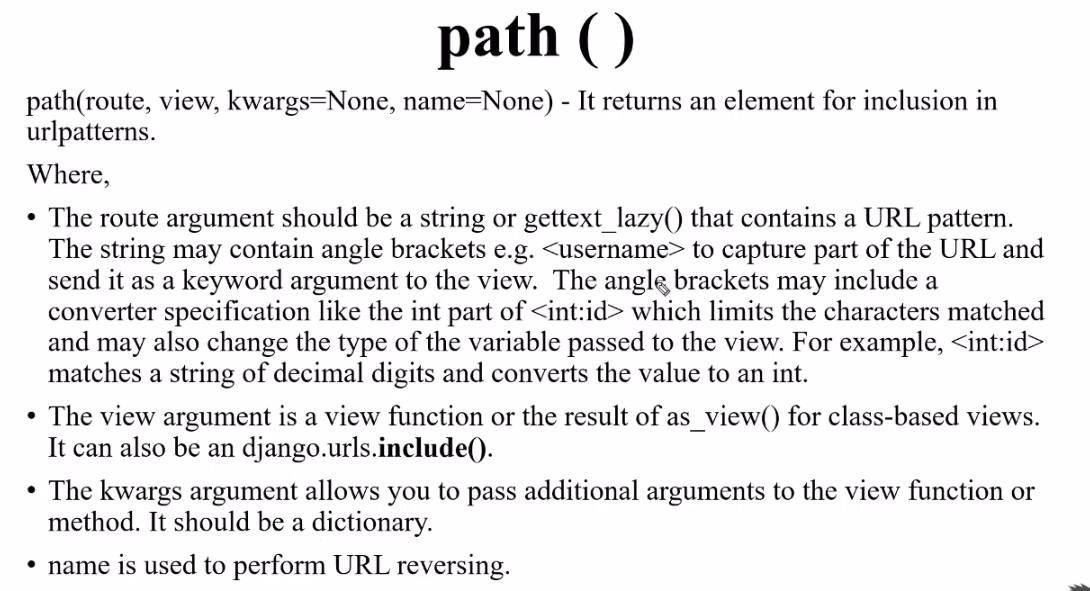 path ( )
path(route, view, kwargs=None, name=None) - It returns an element for inclusion in
urlpatterns.
Where,
• The route argument should be a string or gettext_lazy() that contains a URL pattern.
The string may contain angle brackets e.g. <username> to capture part of the URL and
send it as a keyword argument to the view.  The angle brackets may include a
converter specification like the int part of <int:id> which limits the characters matched
and may also change the type of the variable passed to the view. For example, <int:id>
matches a string of decimal digits and converts the value to an int.
• The view argument is a view function or the result of as_view() for class-based views.
It can also be an django.urls.include().
• The kwargs argument allows you to pass additional arguments to the view function or
method. It should be a dictionary.
• name is used to perform URL reversing.